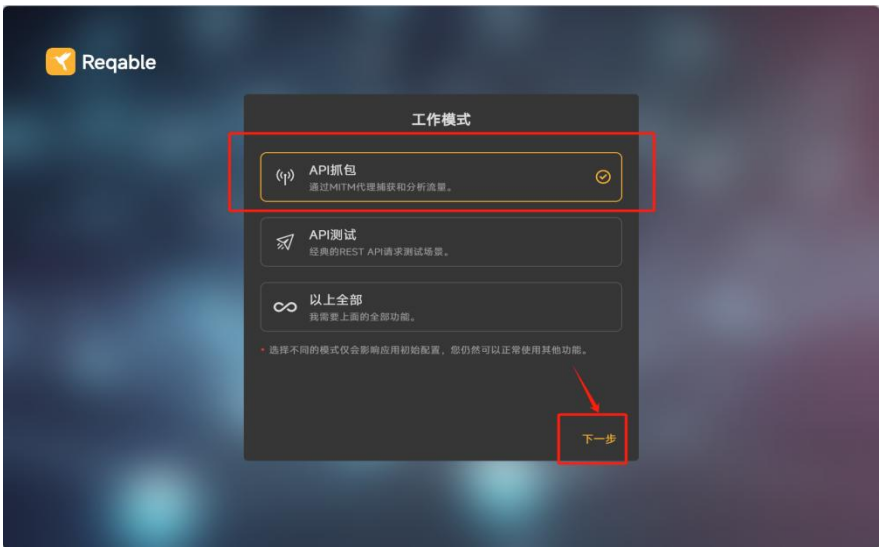 Reqable
工作模式
API抓包
通过MITM代理捕获和分析流量。
API测试
经典的REST API请求测试场景。
以上全部
我需要上面的全部功能。
* 选择不同的模式仅会影响应用初始配置，您仍然可以正常使用其他功能。
下一步